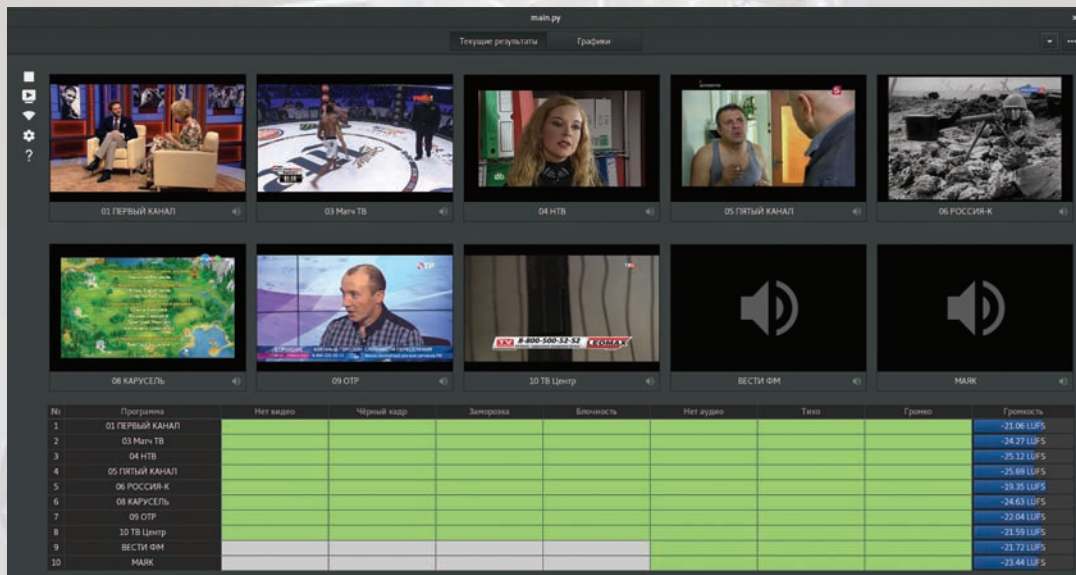 main.py
Текущие результаты Графики
?
01 ПЕРВЫЙ КАНАЛ 03 Матч ТВ 04 НТВ 05 ПЯТЫЙ КАНАЛ 06 РОССИЯ-К
8-800-500-52-52 LEOMAX
08 КАРУСЕЛЬ 09 ОТР 10 ТВ Центр ВЕСТИ ФМ МАЯК
№ Программа Нет видео Чёрный кадр Заморозка Блочность Нет аудио Тихо Громко Громкость
1 01 ПЕРВЫЙ КАНАЛ -21.06 LUFS
2 03 Матч ТВ -24.27 LUFS
3 04 НТВ -25.12 LUFS
4 05 ПЯТЫЙ КАНАЛ -25.69 LUFS
5 06 РОССИЯ-К -19.35 LUFS
6 08 КАРУСЕЛЬ -24.63 LUFS
7 09 ОТР -22.04 LUFS
8 10 ТВ Центр -21.59 LUFS
9 ВЕСТИ ФМ -21.72 LUFS
10 МАЯК -23.44 LUFS